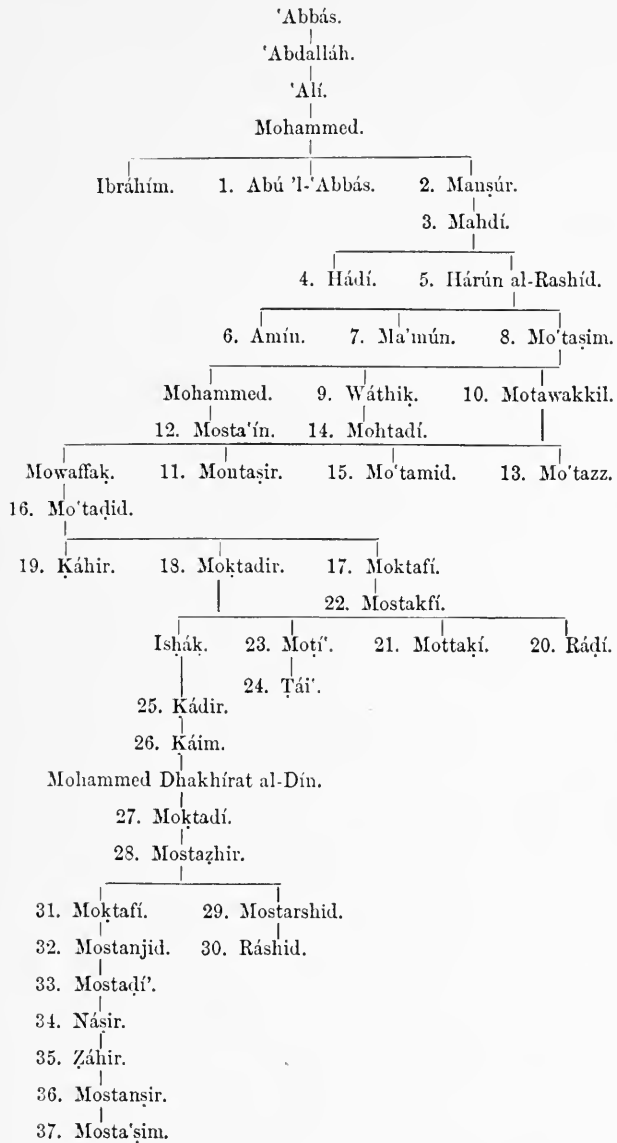 ‛Abbás.
‛Abdalláh.
‛Alí.
Mohammed.
Ibráhím. 1. Abú ’l-‛Abbás. 2. Manṣúr.
3. Mahdí.
4. Hádí. 5. Hárún al-Rashíd.
6. Amín. 7. Ma’mún. 8. Mo‛taṣim.
Mohammed. 9. Wáthiḳ. 10. Motawakkil.
12. Mosta‛ín. 14. Mohtadí.
Mowaffaḳ. 11. Montaṣir. 15. Mo‛tamid. 13. Mo‛tazz.
16. Mo‛taḍid.
19. Ḳáhir. 18. Moḳtadir. 17. Moktafí.
22. Mostakfí.
Isḥáḳ. 23. Moṭí‛. 21. Mottaḳí. 20. Ráḍí.
24. Ṭái‛.
25. Ḳádir.
26. Ḳáim.
Mohammed Dhakhírat al-Dín.
27. Moḳtadí.
28. Mostaẓhir.
31. Moḳtafí. 29. Mostarshid.
32. Mostanjid. 30. Ráshid.
33. Mostaḍí’.
34. Náṣir.
35. Ẓáhir.
36. Mostanṣir.
37. Mosta‛ṣim.